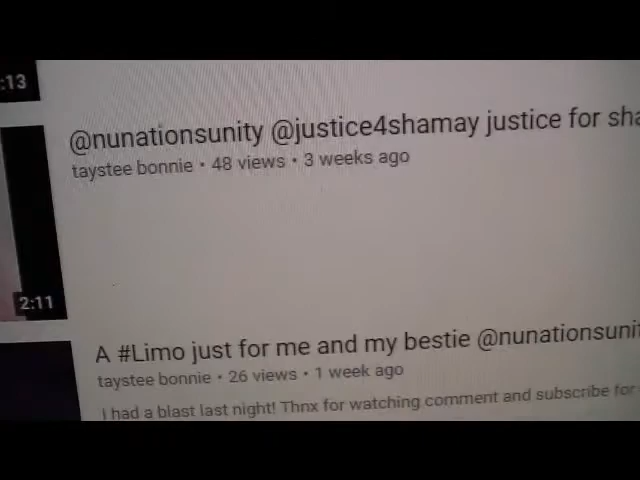 :13
@nunationsunity @justice4shamay justice for sha
taystee bonnie • 48 views • 3 weeks ago
2:11
A #Limo just for me and my bestie @nunationsunit
taystee bonnie • 26 views • 1 week ago
I had a blast last night! Thnx for watching comment and subscribe for